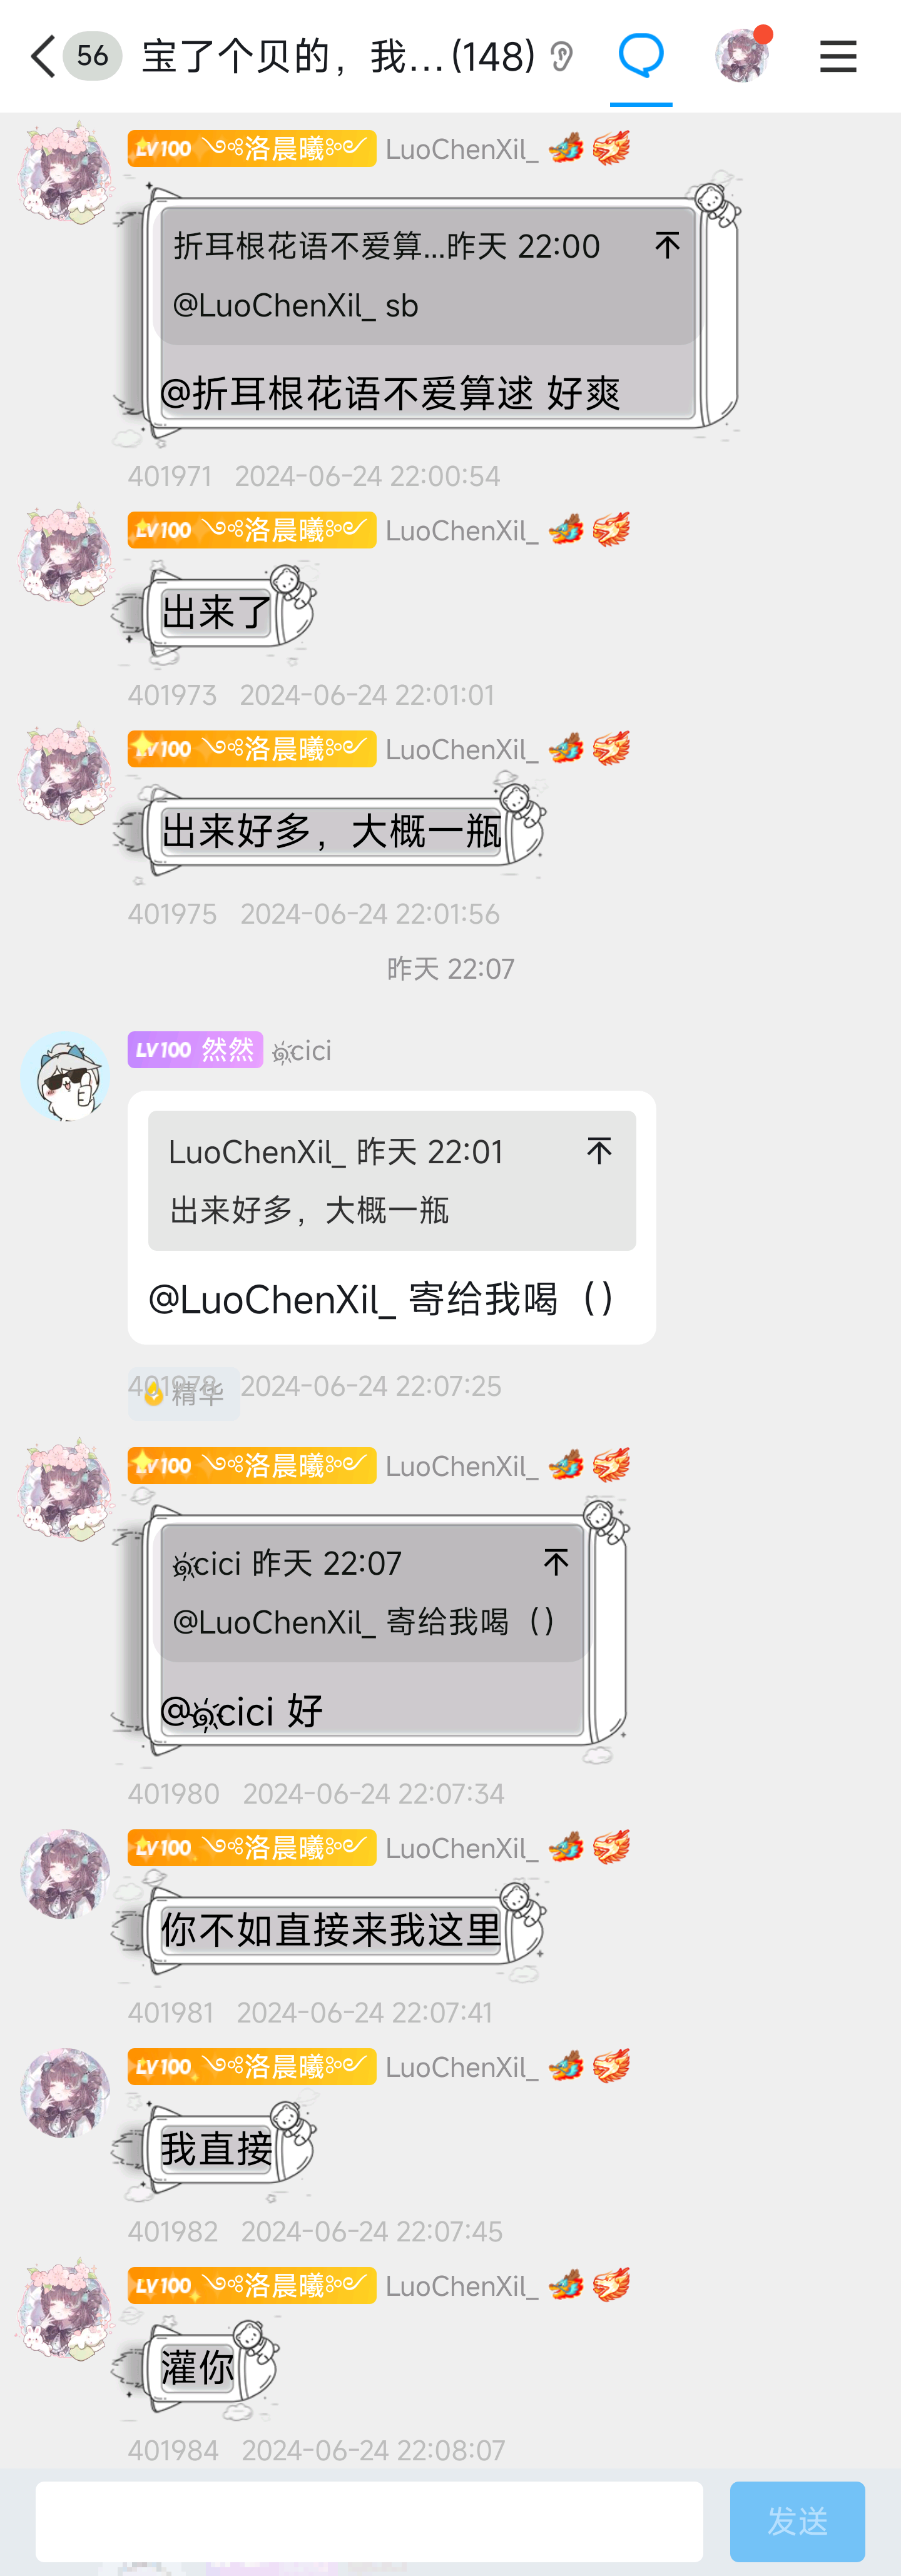 56 宝了个贝的，我...(148)
LV100 洛晨曦 LuoChenXil_
折耳根花语不爱算...昨天 22:00
@LuoChenXil_ sb
@折耳根花语不爱算逑 好爽
401971 2024-06-24 22:00:54
LV100 洛晨曦 LuoChenXil_
出来了
401973 2024-06-24 22:01:01
LV100 洛晨曦 LuoChenXil_
出来好多，大概一瓶
401975 2024-06-24 22:01:56
昨天 22:07
LV100 然然 cici
LuoChenXil_ 昨天 22:01
出来好多，大概一瓶
@LuoChenXil_ 寄给我喝（）
401978 2024-06-24 22:07:25
精华
LV100 洛晨曦 LuoChenXil_
cici 昨天 22:07
@LuoChenXil_ 寄给我喝（）
@cici 好
401980 2024-06-24 22:07:34
LV100 洛晨曦 LuoChenXil_
你不如直接来我这里
401981 2024-06-24 22:07:41
LV100 洛晨曦 LuoChenXil_
我直接
401982 2024-06-24 22:07:45
LV100 洛晨曦 LuoChenXil_
灌你
401984 2024-06-24 22:08:07
发送